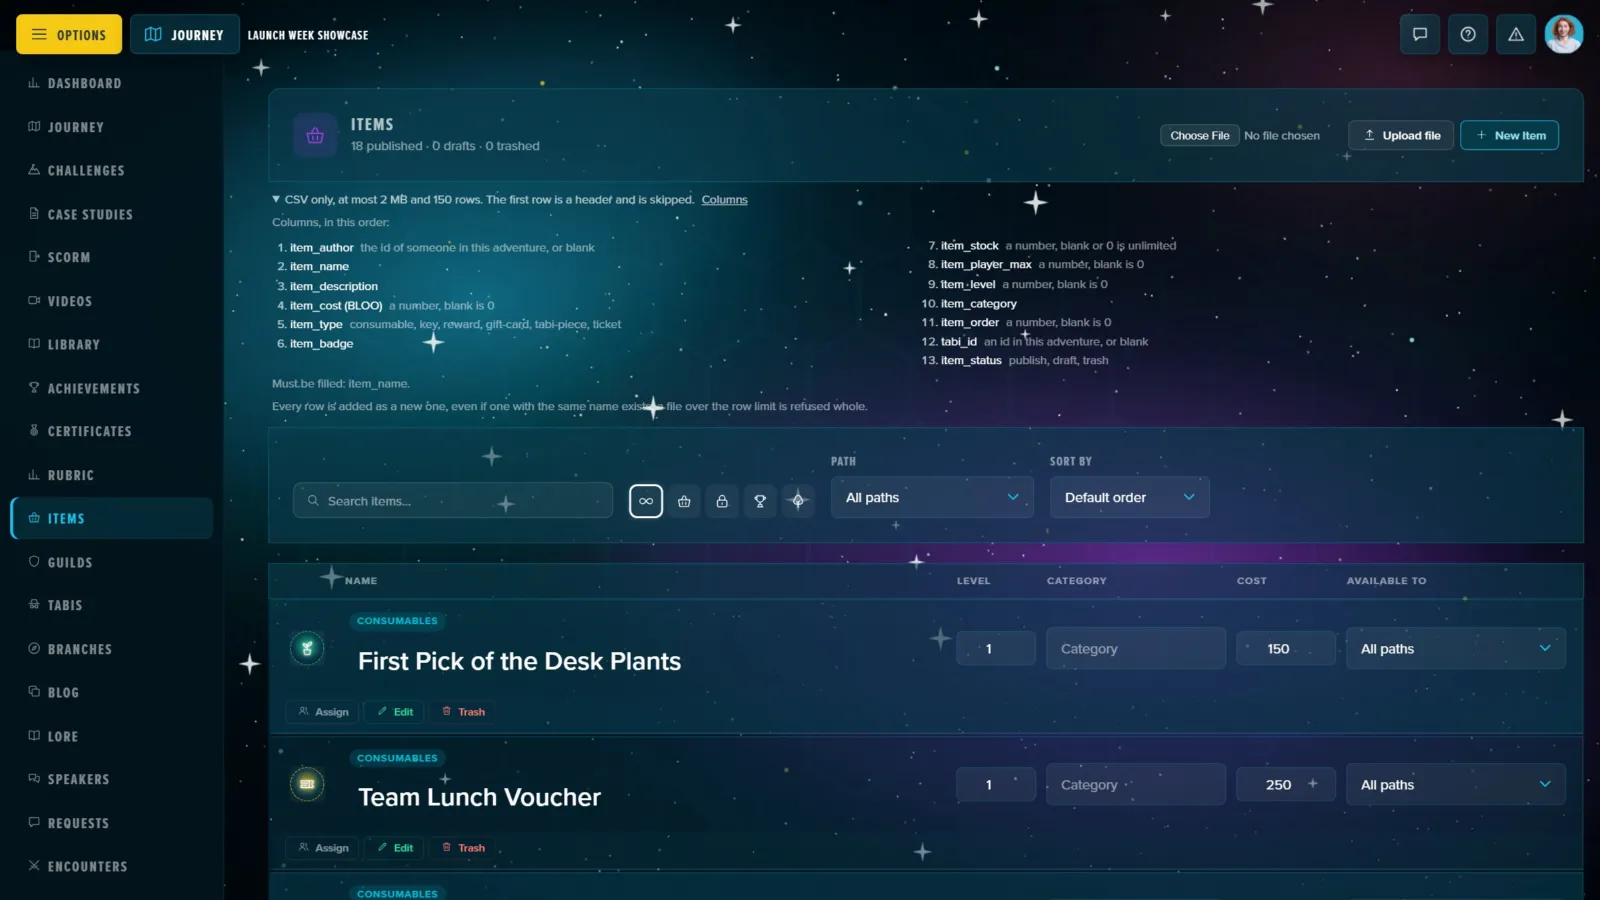 OPTIONS
JOURNEY
LAUNCH WEEK SHOWCASE
DASHBOARD
JOURNEY
CHALLENGES
CASE STUDIES
SCORM
VIDEOS
LIBRARY
ACHIEVEMENTS
CERTIFICATES
RUBRIC
ITEMS
GUILDS
TABIS
BRANCHES
BLOG
LORE
SPEAKERS
REQUESTS
ENCOUNTERS
ITEMS
18 published · 0 drafts · 0 trashed
Choose File No file chosen
Upload file
+ New Item
▼ CSV only, at most 2 MB and 150 rows. The first row is a header and is skipped. Columns
Columns, in this order:
1. item_author the id of someone in this adventure, or blank
2. item_name
3. item_description
4. item_cost (BLOO) a number, blank is 0
5. item_type consumable, key, reward, gift-card, tabi-piece, ticket
6. item_badge
7. item_stock a number, blank or 0 is unlimited
8. item_player_max a number, blank is 0
9. item_level a number, blank is 0
10. item_category
11. item_order a number, blank is 0
12. tabi_id an id in this adventure, or blank
13. item_status publish, draft, trash
Must be filled: item_name.
Every row is added as a new one, even if one with the same name file over the row limit is refused whole.
Search items...
PATH
All paths
SORT BY
Default order
NAME LEVEL CATEGORY COST AVAILABLE TO
CONSUMABLES
First Pick of the Desk Plants
1 Category 150 All paths
Assign Edit Trash
CONSUMABLES
Team Lunch Voucher
1 Category 250 All paths
Assign Edit Trash
CONSUMABLES